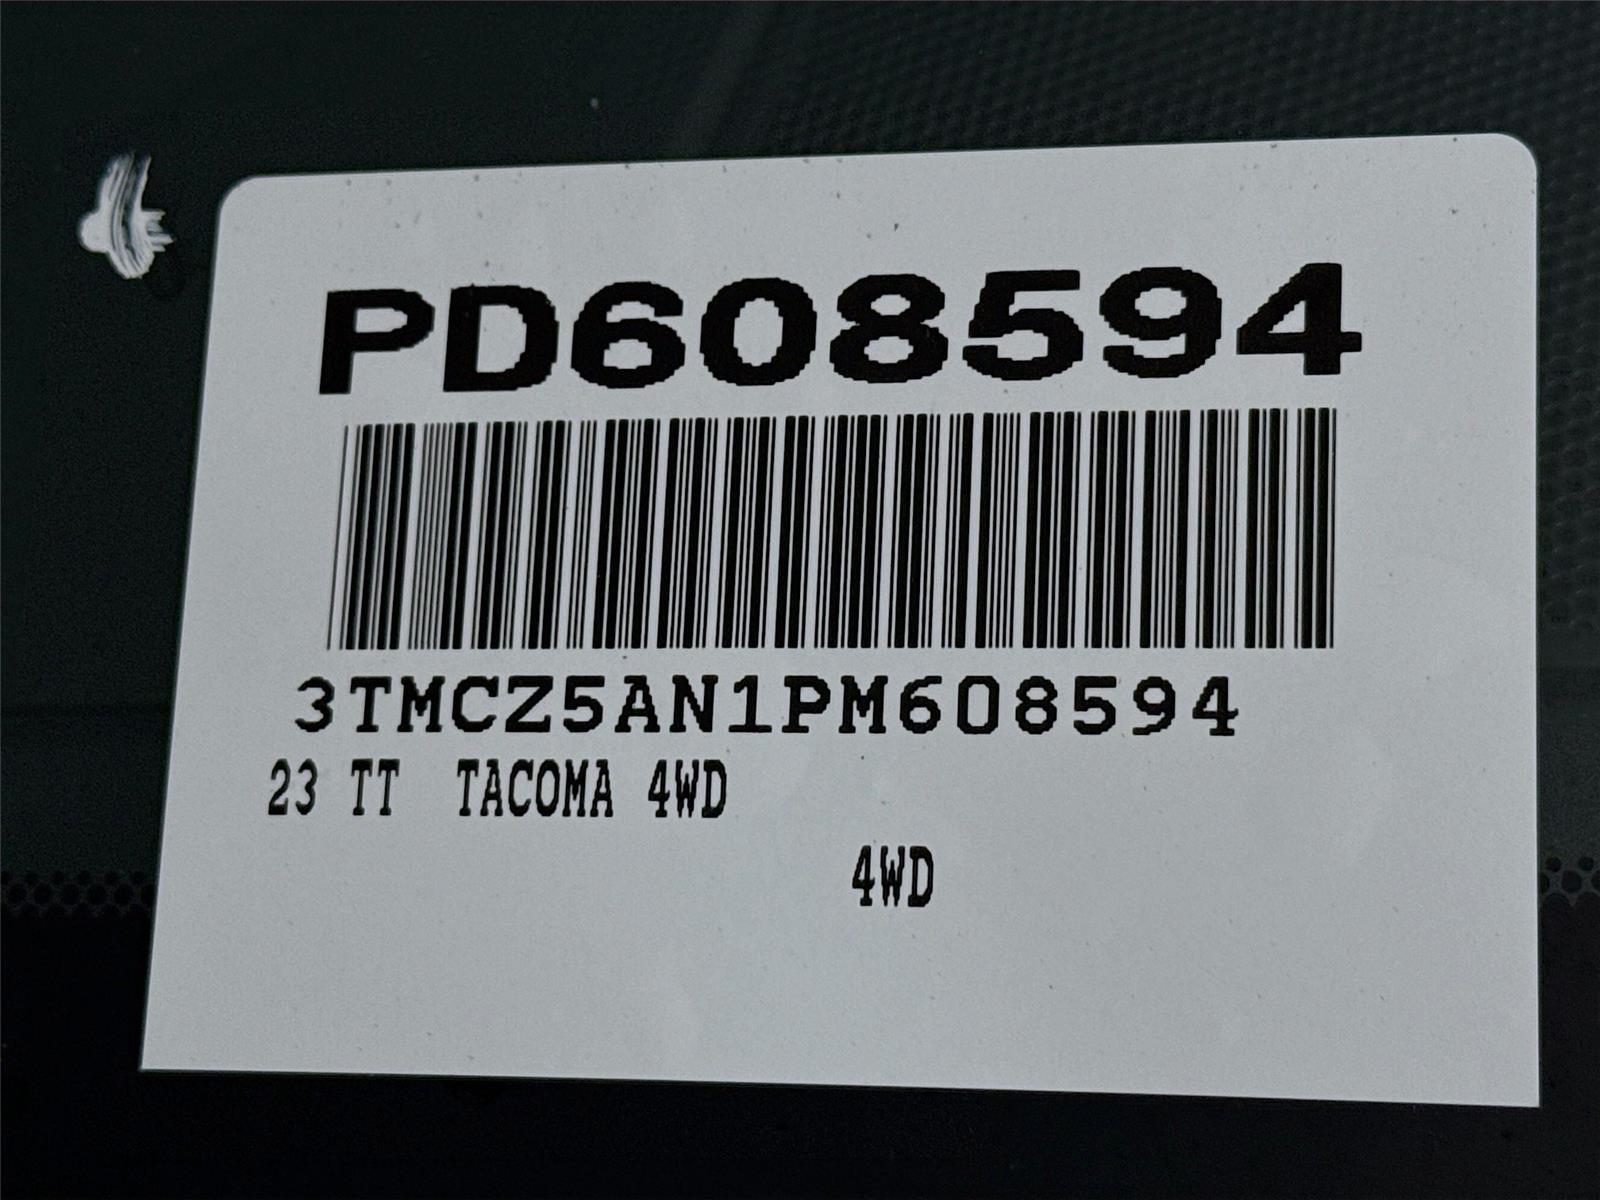 PD608594
3TMCZ5AN1PM608594
23 TT TACOMA 4WD
4WD